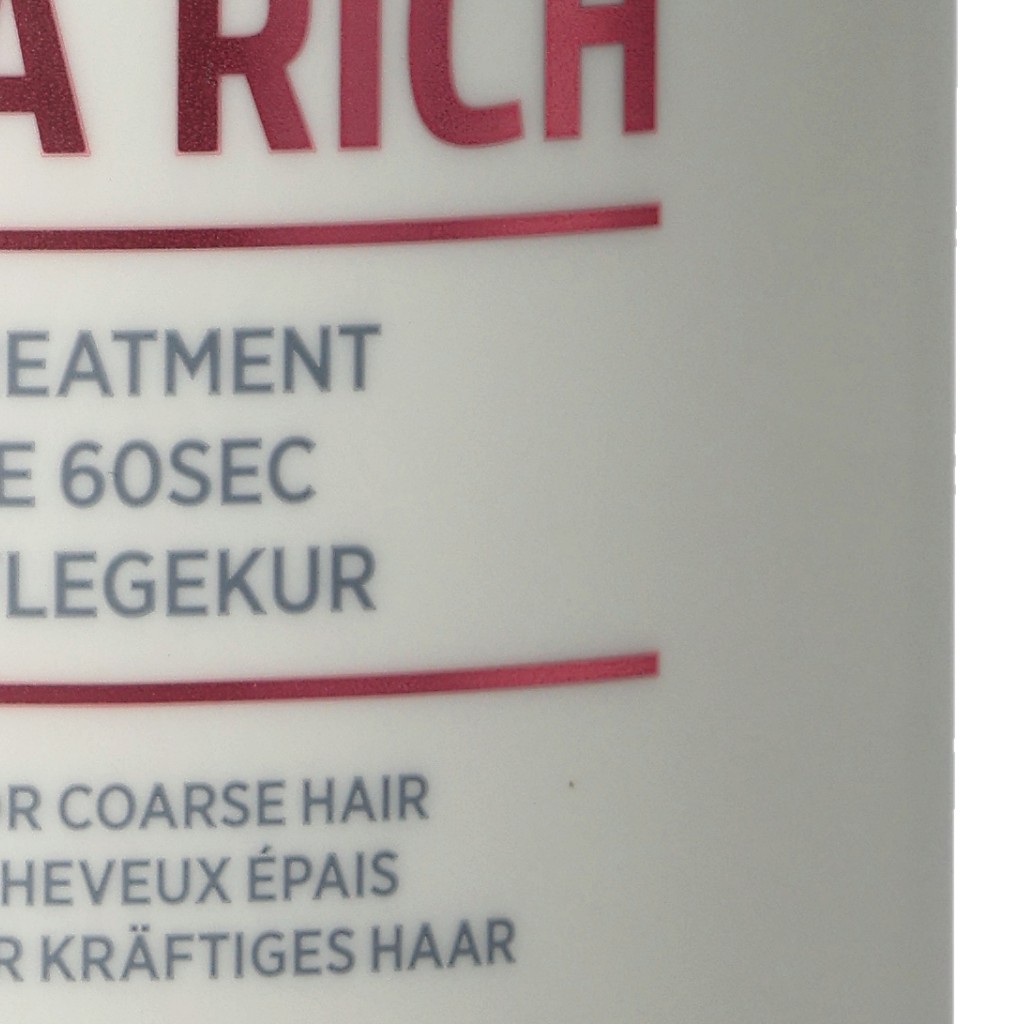 A RICH
EATMENT
E 60SEC
LEGEKUR
R COARSE HAIR
HEVEUX ÉPAIS
R KRÄFTIGES HAAR